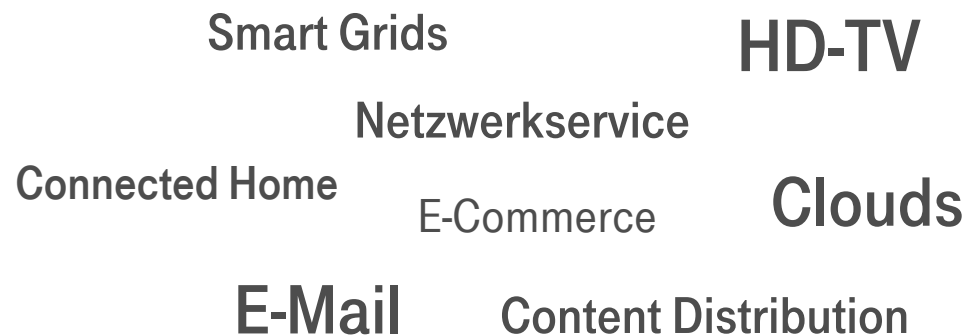 Smart Grids
HD-TV
Netzwerkservice
Connected Home
E-Commerce
Clouds
E-Mail
Content Distribution